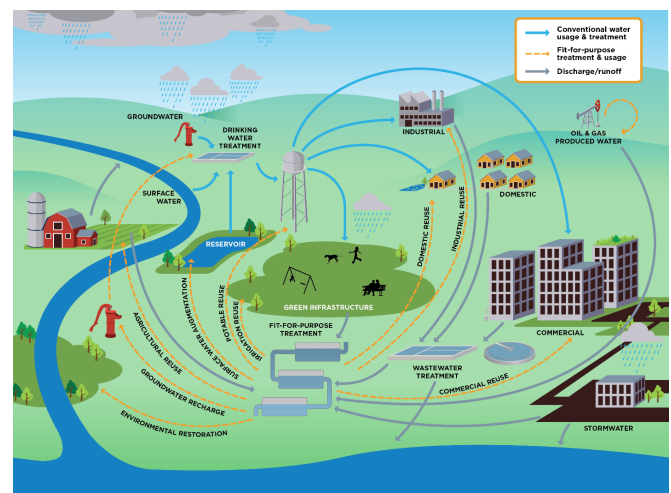 Conventional water
usage & treatment
Fit-for-purpose
treatment & usage
Discharge/runoff
GROUNDWATER
DRINKING
WATER
TREATMENT
INDUSTRIAL
OIL & GAS
PRODUCED WATER
SURFACE
WATER
DOMESTIC
RESERVOIR
DOMESTIC REUSE
INDUSTRIAL REUSE
GREEN INFRASTRUCTURE
FIT-FOR-PURPOSE
TREATMENT
COMMERCIAL
WASTEWATER
TREATMENT
COMMERCIAL REUSE
STORMWATER
IRRIGATION REUSE
POTABLE REUSE
SURFACE WATER AUGMENTATION
AGRICULTURAL REUSE
GROUNDWATER RECHARGE
ENVIRONMENTAL RESTORATION